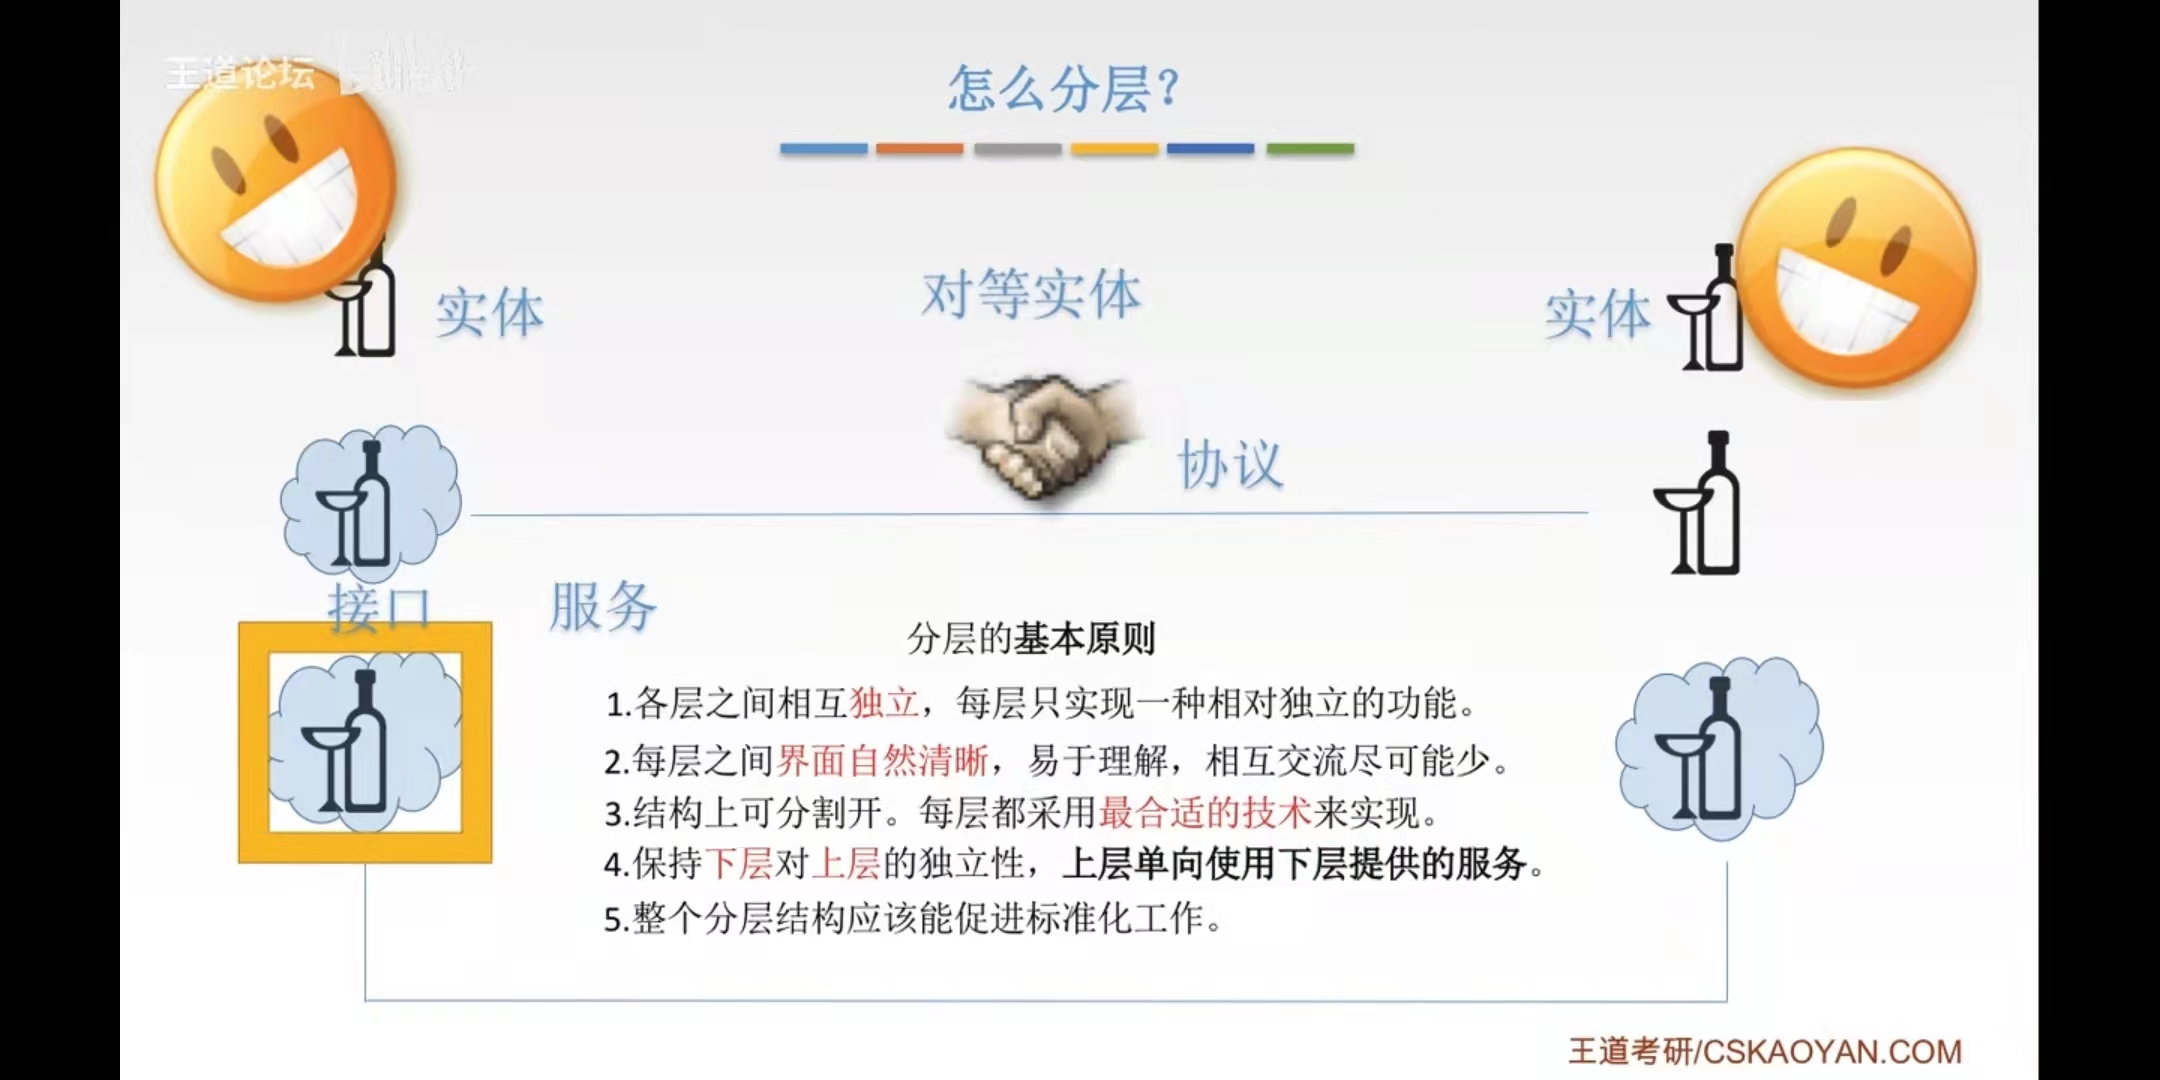 王道论坛
怎么分层？
实体
对等实体
实体
协议
接口
服务
分层的基本原则
1.各层之间相互独立，每层只实现一种相对独立的功能。
2.每层之间界面自然清晰，易于理解，相互交流尽可能少。
3.结构上可分割开。每层都采用最合适的技术来实现。
4.保持下层对上层的独立性，上层单向使用下层提供的服务。
5.整个分层结构应该能促进标准化工作。
王道考研/CSKAOYAN.COM